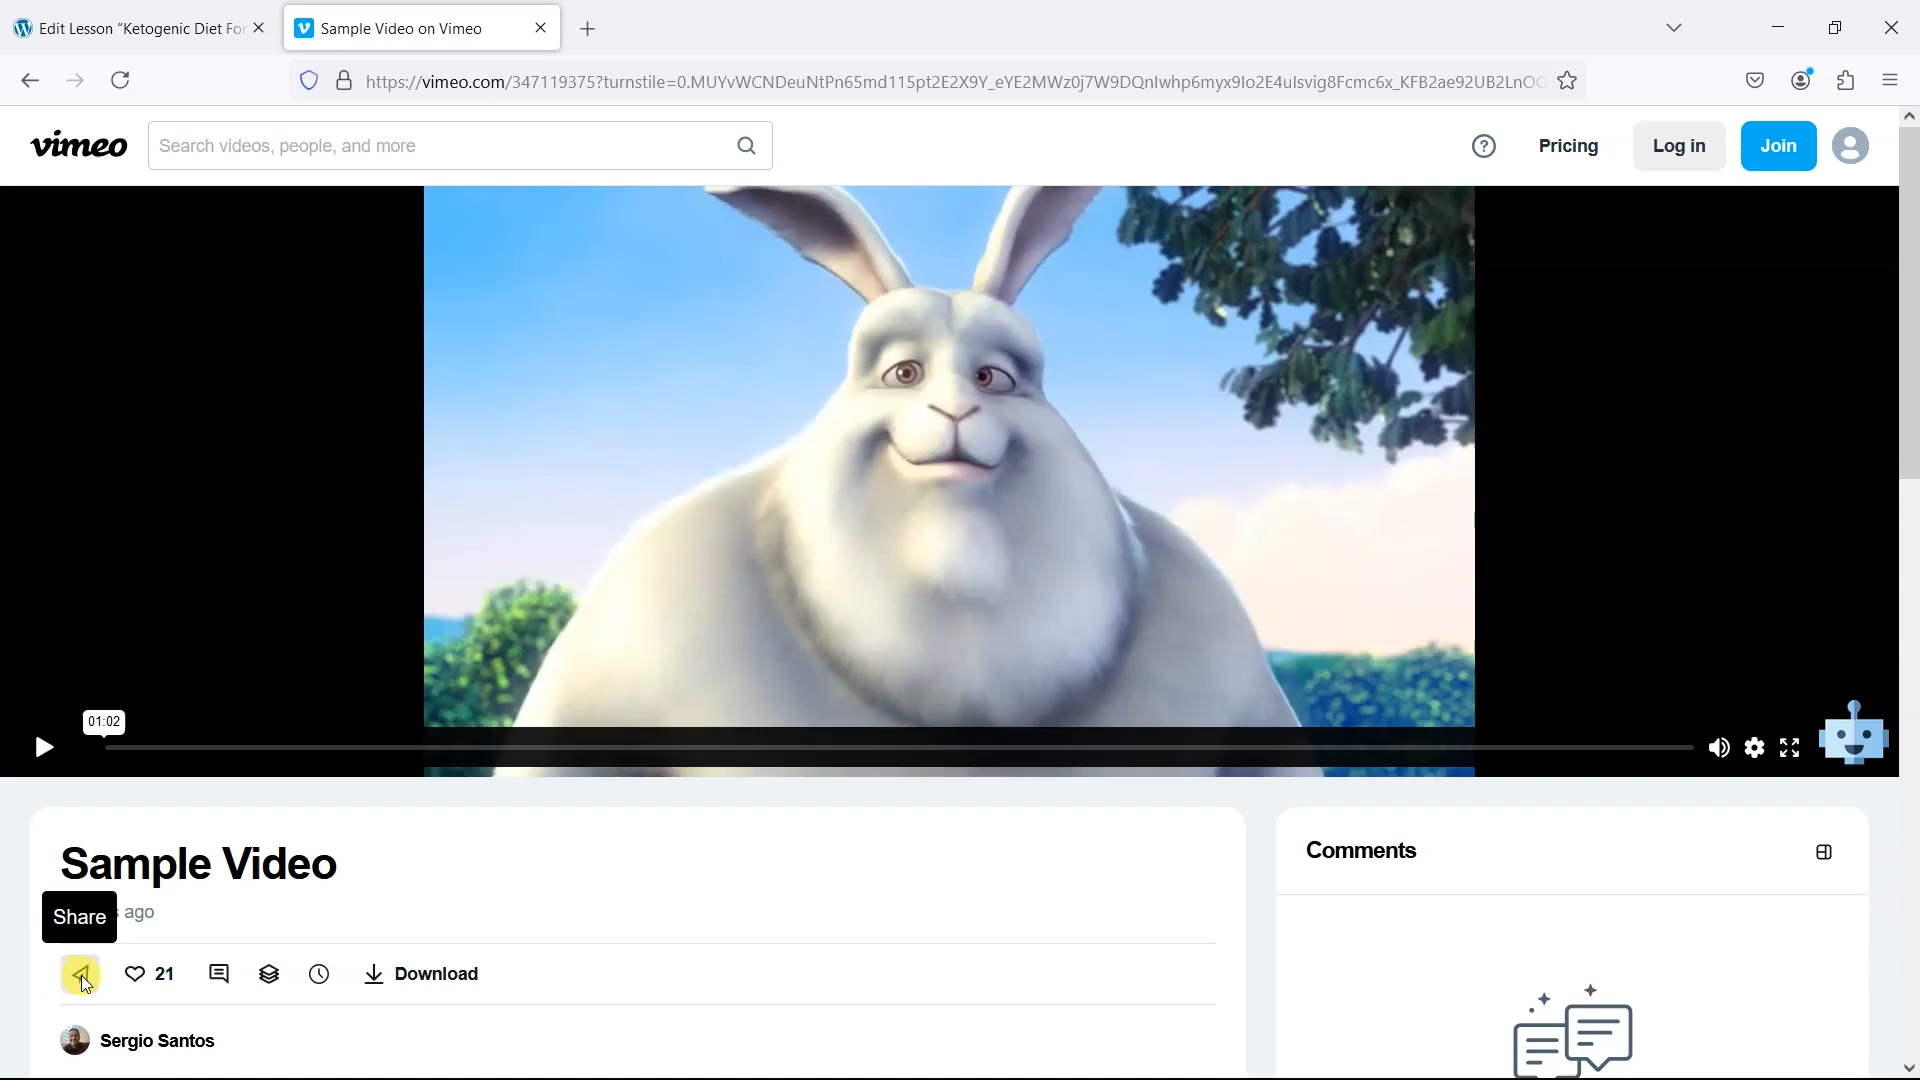 Edit Lesson "Ketogenic Diet For
Sample Video on Vimeo
https://vimeo.com/347119375?turnstile=0.MUYvWCNDeuNtPn65md115pt2E2X9Y_eYE2MWz0j7W9DQnlwhp6myx9Io2E4ulsvig8Fcmc6x_KFB2ae92UB2LnOO
vimeo
Search videos, people, and more
Pricing
Log in
Join
01:02
Sample Video
Share
ago
21
Download
Sergio Santos
Comments